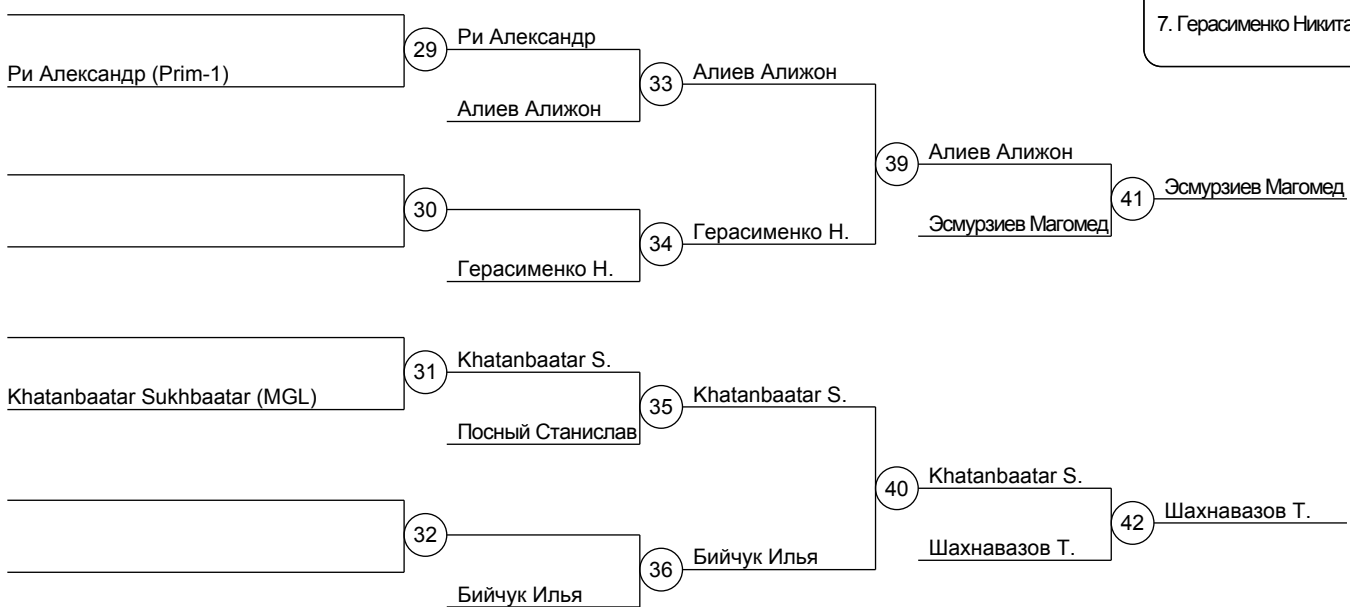 7. Герасименко Никита
29
Ри Александр
Ри Александр (Prim-1)
33
Алиев Алижон
Алиев Алижон
39
Алиев Алижон
30
41
Эсмурзиев Магомед
Эсмурзиев Магомед
34
Герасименко Н.
Герасименко Н.
31
Khatanbaatar S.
Khatanbaatar Sukhbaatar (MGL)
35
Khatanbaatar S.
Посный Станислав
40
Khatanbaatar S.
32
42
Шахнавазов Т.
Шахнавазов Т.
36
Бийчук Илья
Бийчук Илья